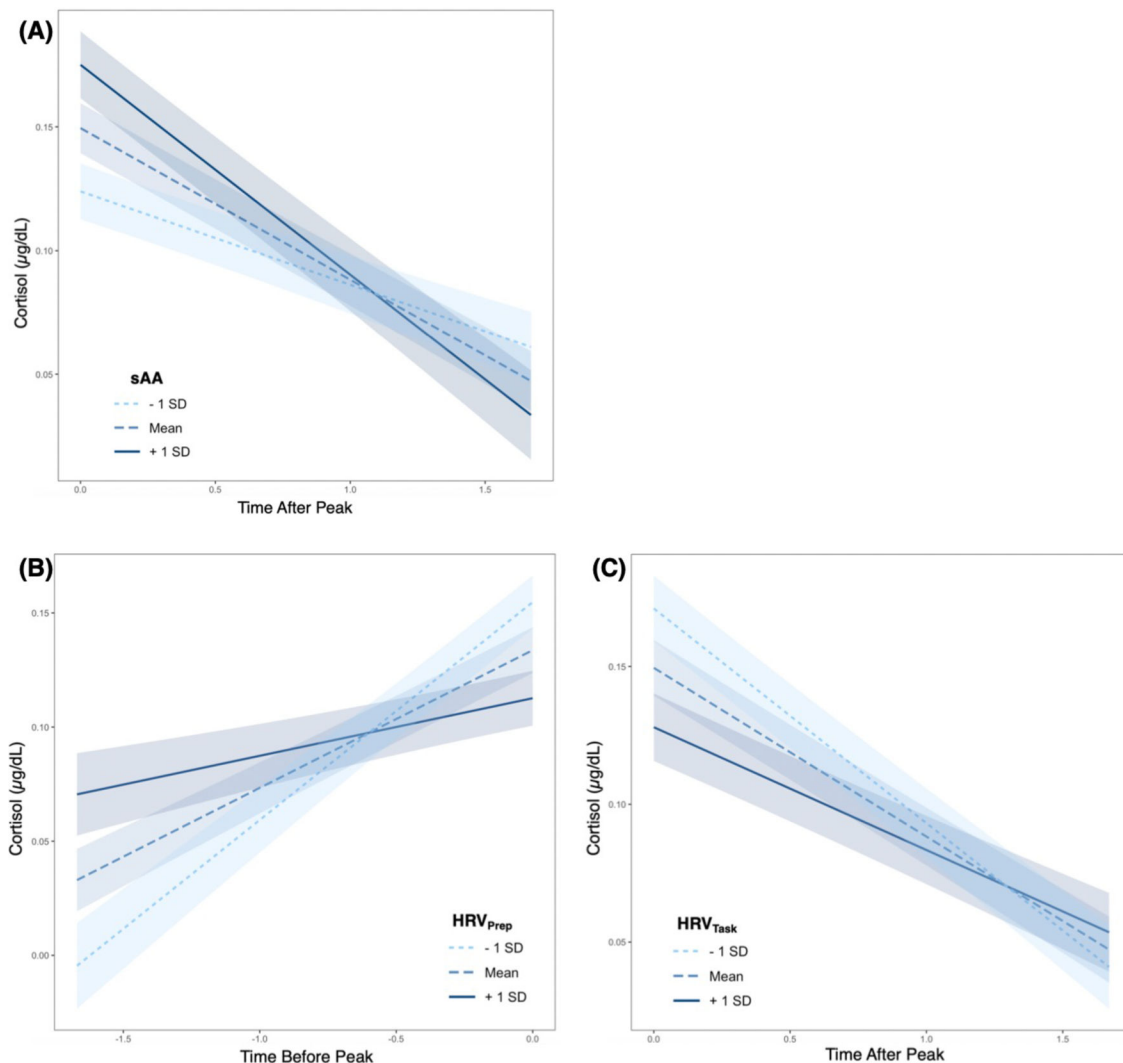 (A)
Cortisol (µg/dL)
0.15
0.10
0.05
sAA
- 1 SD
Mean
+ 1 SD
0.0 0.5 1.0 1.5
Time After Peak
(B)
Cortisol (µg/dL)
0.15
0.10
0.05
0.00
HRVPrep
- 1 SD
Mean
+ 1 SD
-1.5 -1.0 -0.5 0.0
Time Before Peak
(C)
Cortisol (µg/dL)
0.15
0.10
0.05
HRVTask
- 1 SD
Mean
+ 1 SD
0.0 0.5 1.0 1.5
Time After Peak